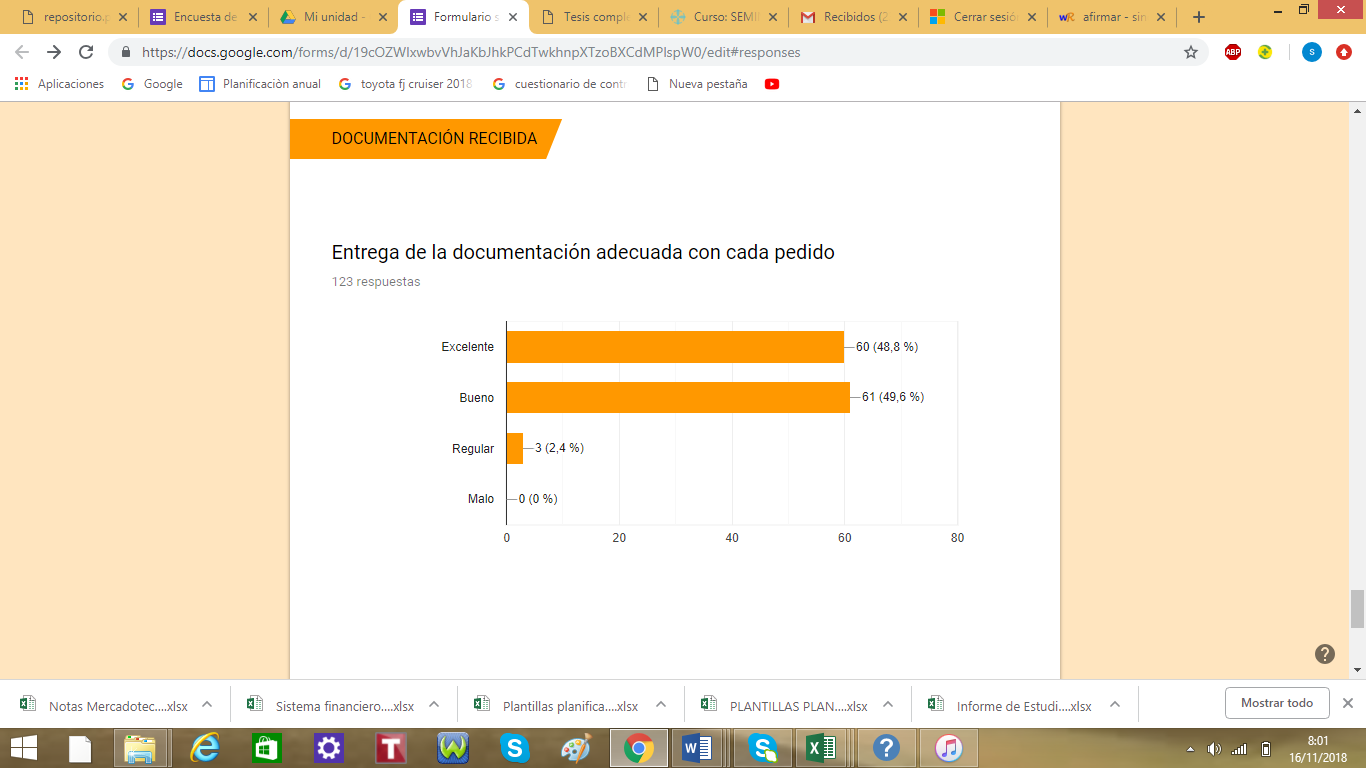 repositorio.p
Encuesta de
Mi unidad -
Formulario s
Tesis comple
Curso: SEMI
Recibidos (2
Cerrar sesió
afirmar - sin
https://docs.google.com/forms/d/19cOZWIxwbvVhJaKbJhkPCdTwkhnpXTzoBXCdMPlspW0/edit#responses
ABP
S
Aplicaciones
Google
Planificaciòn anual
toyota fj cruiser 2018
cuestionario de contr
Nueva pestaña
DOCUMENTACIÓN RECIBIDA
Entrega de la documentación adecuada con cada pedido
123 respuestas
Excelente 60 (48,8 %)
Bueno 61 (49,6 %)
Regular 3 (2,4 %)
Malo 0 (0 %)
0 20 40 60 80
Notas Mercadotec....xlsx
Sistema financiero....xlsx
Plantillas planifica....xlsx
PLANTILLAS PLAN....xlsx
Informe de Estudi....xlsx
Mostrar todo
8:01
16/11/2018